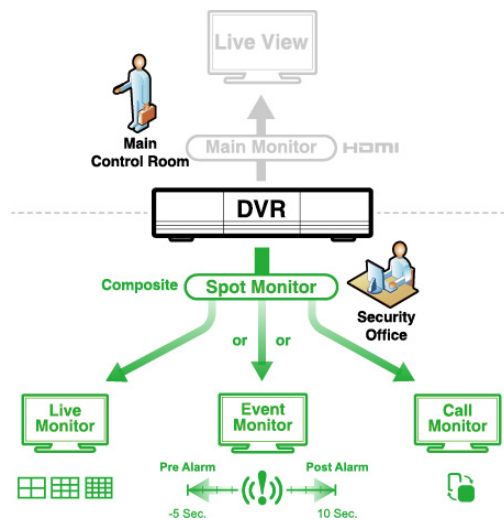 Live View
Main
Control Room
Main Monitor
HDMI
DVR
Composite
Spot Monitor
Security
Office
or
or
Live
Monitor
Event
Monitor
Call
Monitor
Pre Alarm
Post Alarm
-5 Sec.
10 Sec.